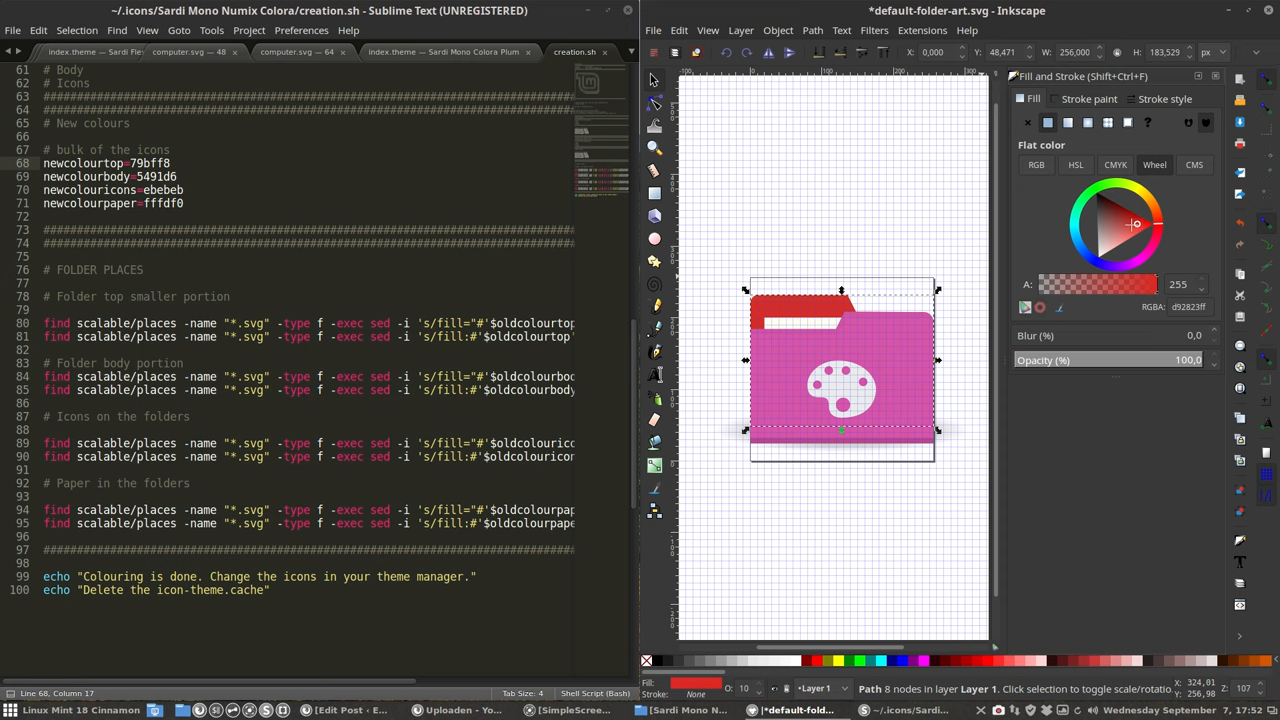 ~/.icons/Sardi Mono Numix Colora/creation.sh - Sublime Text (UNREGISTERED)
File Edit Selection Find View Goto Tools Project Preferences Help
index.theme — Sardi Fle computer.svg — 48 computer.svg — 64 index.theme — Sardi Mono Colora Plum creation.sh
61 # Body
62 # Icons
63 ##############################################################################
64 ##############################################################################
65 # New colours
66
67 # bulk of the icons
68 newcolourtop=79bff8
69 newcolourbody=549dd6
70 newcolouricons=ebebeb
71 newcolourpaper=ffffff
72
73 ##############################################################################
74 ##############################################################################
75
76 # FOLDER PLACES
77
78 # Folder top smaller portion
79
80 find scalable/places -name "*.svg" -type f -exec sed -i 's/fill="#'$oldcolourtop
81 find scalable/places -name "*.svg" -type f -exec sed -i 's/fill:#'$oldcolourtop'
82
83 # Folder body portion
84 find scalable/places -name "*.svg" -type f -exec sed -i 's/fill="#'$oldcolourboo
85 find scalable/places -name "*.svg" -type f -exec sed -i 's/fill:#'$oldcolourbody
86
87 # Icons on the folders
88
89 find scalable/places -name "*.svg" -type f -exec sed -i 's/fill="#'$oldcolourico
90 find scalable/places -name "*.svg" -type f -exec sed -i 's/fill:#'$oldcolouricon
91
92 # Paper in the folders
93
94 find scalable/places -name "*.svg" -type f -exec sed -i 's/fill="#'$oldcolourpap
95 find scalable/places -name "*.svg" -type f -exec sed -i 's/fill:#'$oldcolourpape
96
97 ##############################################################################
98
99 echo "Colouring is done. Change the icons in your theme manager."
100 echo "Delete the icon-theme.cache"
Line 68, Column 17 Tab Size: 4 Shell Script (Bash)
*default-folder-art.svg - Inkscape
File Edit View Layer Object Path Text Filters Extensions Help
X: 0,000 Y: 48,471 W: 256,000 H: 183,529 px
Fill and Stroke (Shift+Ctrl+F)
Fill Stroke paint Stroke style
?
Flat color
RGB HSL CMYK Wheel
A: 255
RGBA:
Blur (%) 0,0
Opacity (%) 100,0
Fill: Stroke: None O: 10 Layer 1 Path 8 nodes in layer Layer 1. Click selection to toggle scale/rotatio X: 324,01 Y: 256,98 Z: 107
Linux Mint 18 Cinnamon [Edit Post - Uploaden - Yo... [SimpleScree... [Sardi Mono N... [*default-fold... ~/.icons/Sardi... Wednesday September 7, 17:52